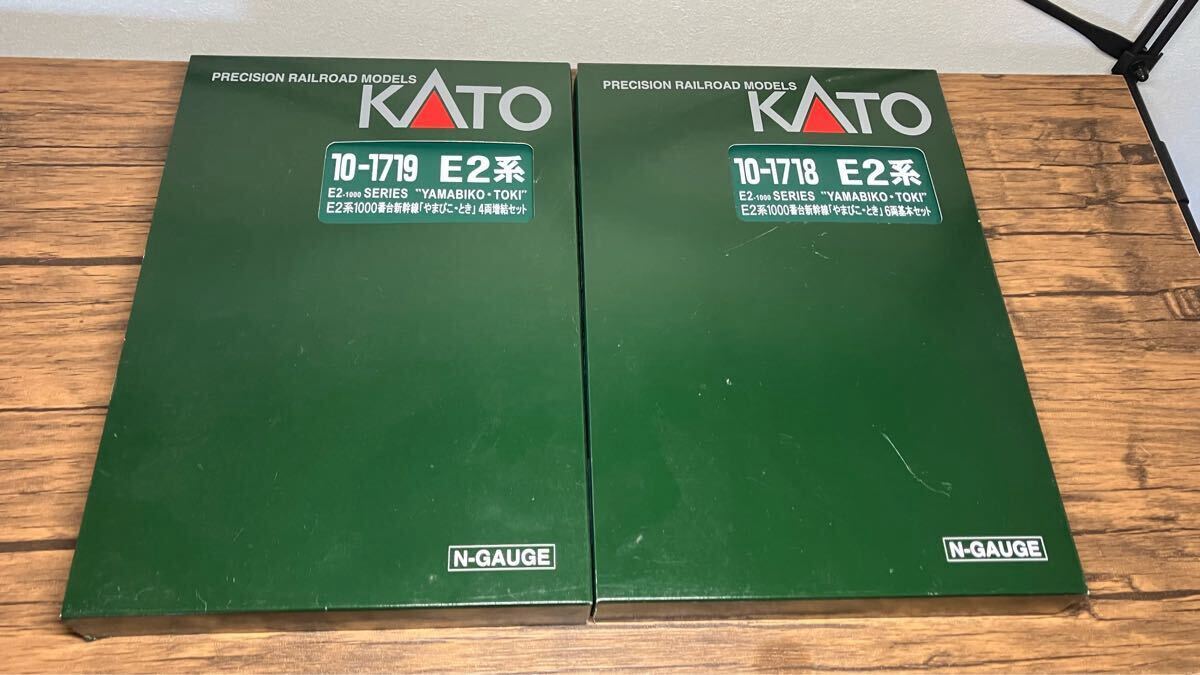 PRECISION RAILROAD MODELS
KATO
10-1719 E2系
E2-1000 SERIES "YAMABIKO・TOKI"
E2系1000番台新幹線「やまびこ・とき」4両増結セット
N-GAUGE
PRECISION RAILROAD MODELS
KATO
10-1718 E2系
E2-1000 SERIES "YAMABIKO・TOKI"
E2系1000番台新幹線「やまびこ・とき」6両基本セット
N-GAUGE